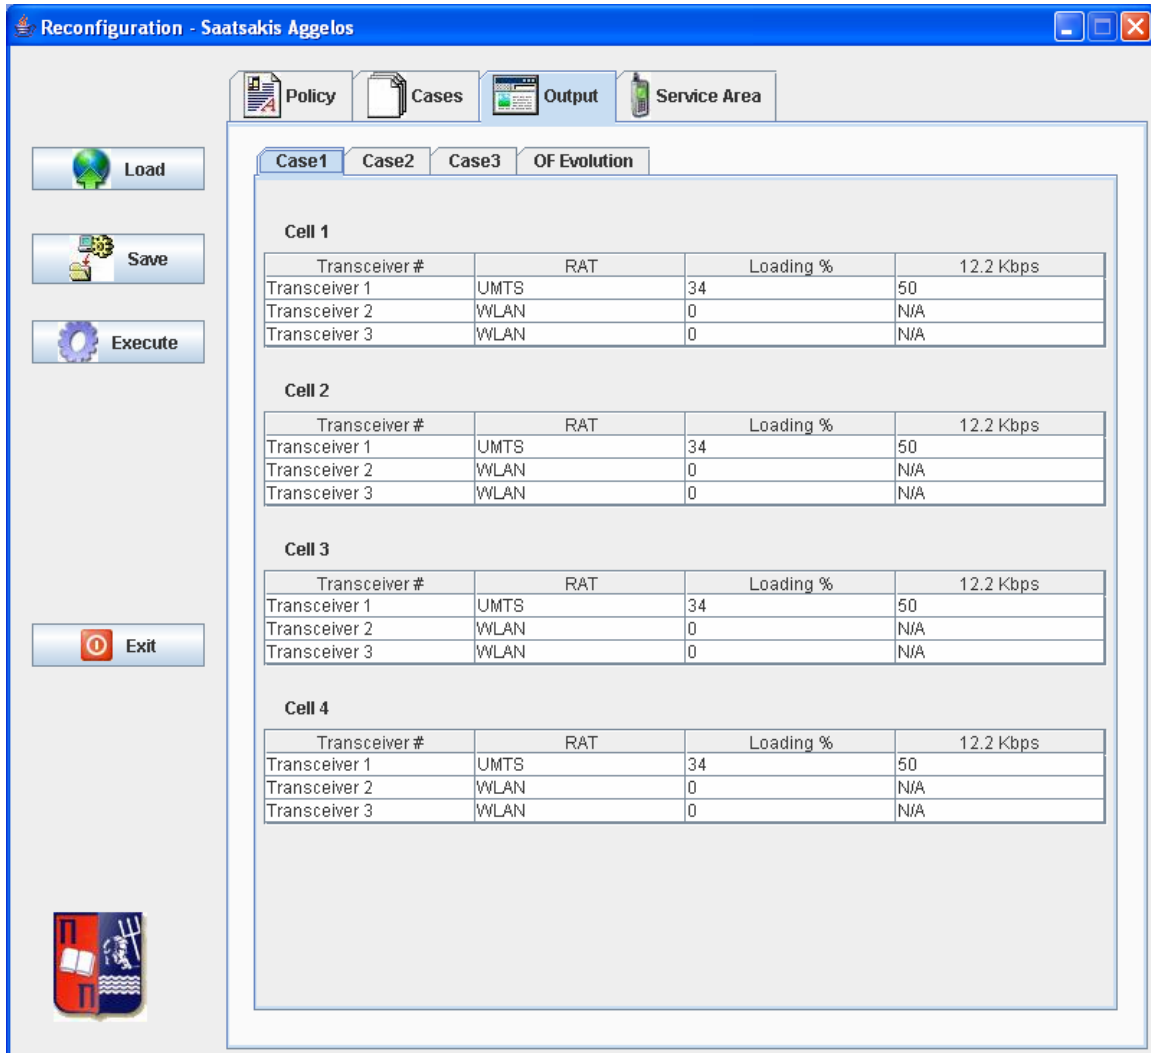 Reconfiguration - Saatsakis Aggelos
Policy Cases Output Service Area
Load
Save
Execute
Exit
Case1 Case2 Case3 OF Evolution
Cell 1
Transceiver # RAT Loading % 12.2 Kbps
Transceiver 1 UMTS 34 50
Transceiver 2 WLAN 0 N/A
Transceiver 3 WLAN 0 N/A
Cell 2
Transceiver # RAT Loading % 12.2 Kbps
Transceiver 1 UMTS 34 50
Transceiver 2 WLAN 0 N/A
Transceiver 3 WLAN 0 N/A
Cell 3
Transceiver # RAT Loading % 12.2 Kbps
Transceiver 1 UMTS 34 50
Transceiver 2 WLAN 0 N/A
Transceiver 3 WLAN 0 N/A
Cell 4
Transceiver # RAT Loading % 12.2 Kbps
Transceiver 1 UMTS 34 50
Transceiver 2 WLAN 0 N/A
Transceiver 3 WLAN 0 N/A
Π
Π